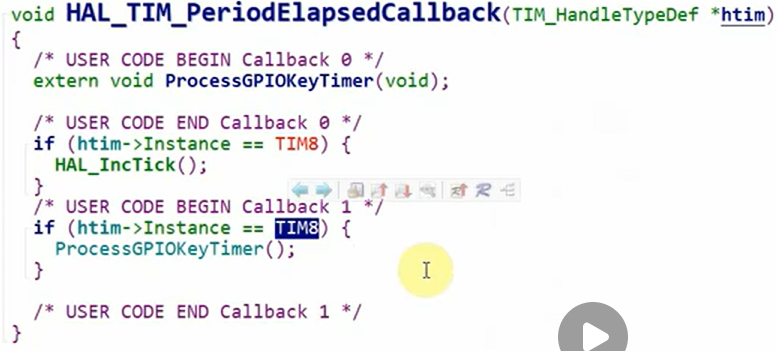 void HAL_TIM_PeriodElapsedCallback(TIM_HandleTypeDef *htim)
{
  /* USER CODE BEGIN Callback 0 */
  extern void ProcessGPIOKeyTimer(void);

  /* USER CODE END Callback 0 */
  if (htim->Instance == TIM8) {
    HAL_IncTick();
  }
  /* USER CODE BEGIN Callback 1 */
  if (htim->Instance == TIM8) {
    ProcessGPIOKeyTimer();
  }

  /* USER CODE END Callback 1 */
}